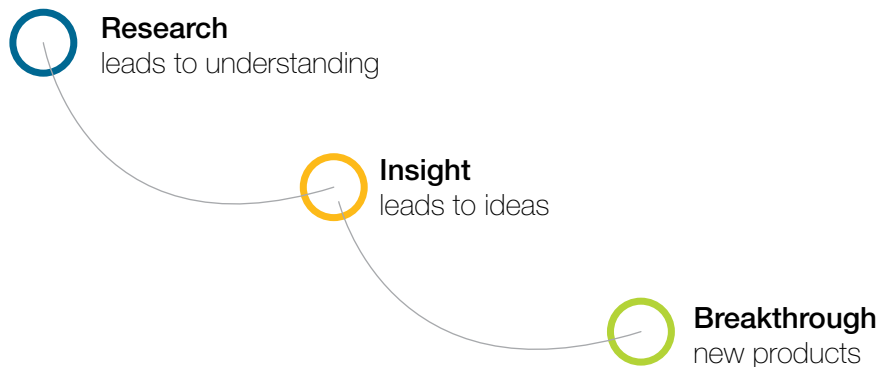 Research
leads to understanding
Insight
leads to ideas
Breakthrough
new products